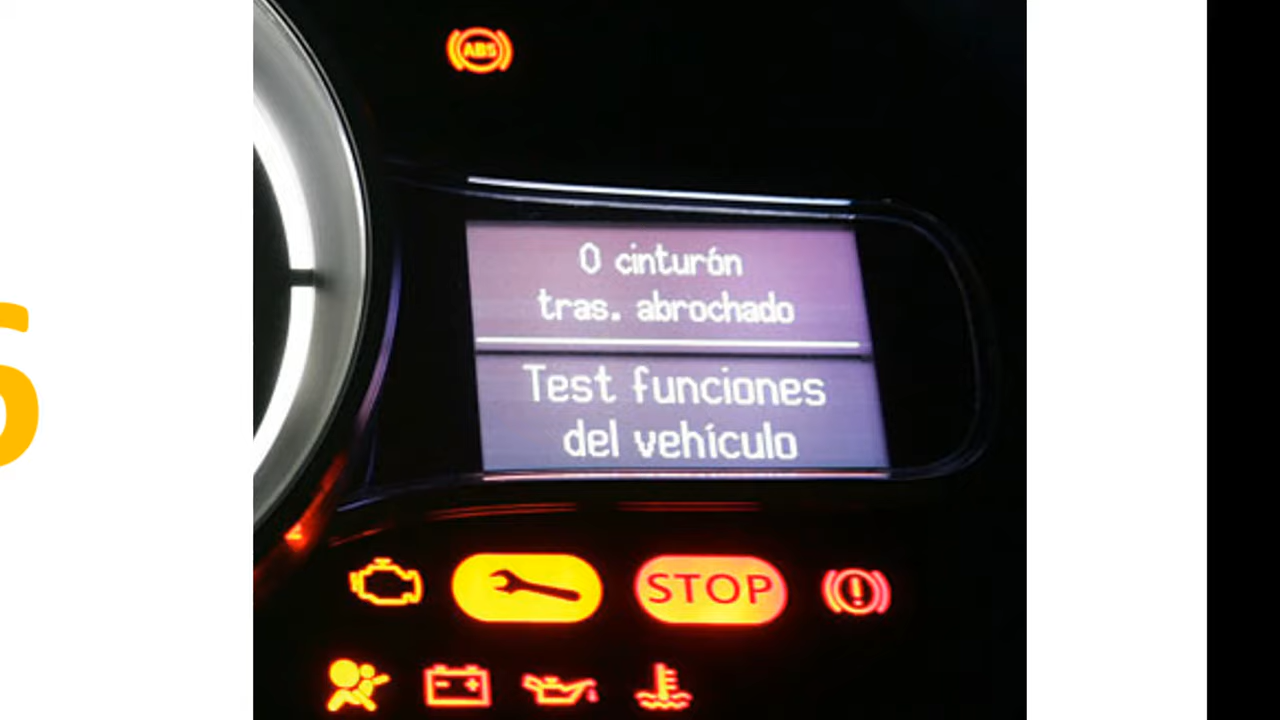 ABS
0 cinturón
tras. abrochado
Test funciones
del vehículo
STOP